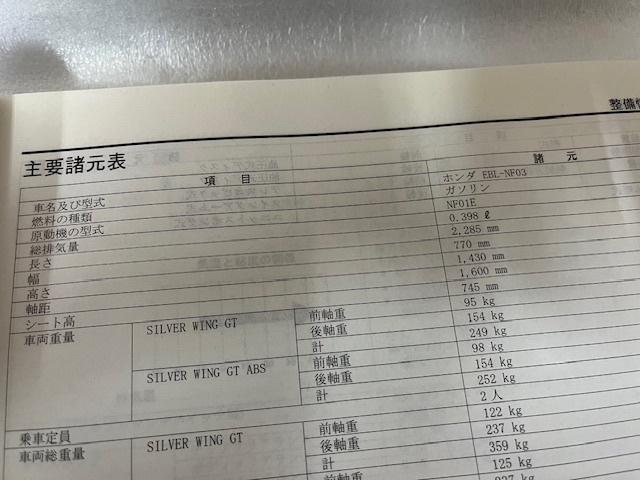 整備情
主要諸元表
項　目　諸　元
車名及び型式　ホンダ EBL-NF03
燃料の種類　ガソリン
原動機の型式　NF01E
総排気量　0.398 ℓ
長さ　2,285 mm
幅　770 mm
高さ　1,430 mm
軸距　1,600 mm
シート高　745 mm
車両重量　SILVER WING GT　前軸重　95 kg
後軸重　154 kg
計　249 kg
SILVER WING GT ABS　前軸重　98 kg
後軸重　154 kg
計　252 kg
乗車定員　2 人
車両総重量　SILVER WING GT　前軸重　122 kg
後軸重　237 kg
計　359 kg
前軸重　125 kg
237 kg